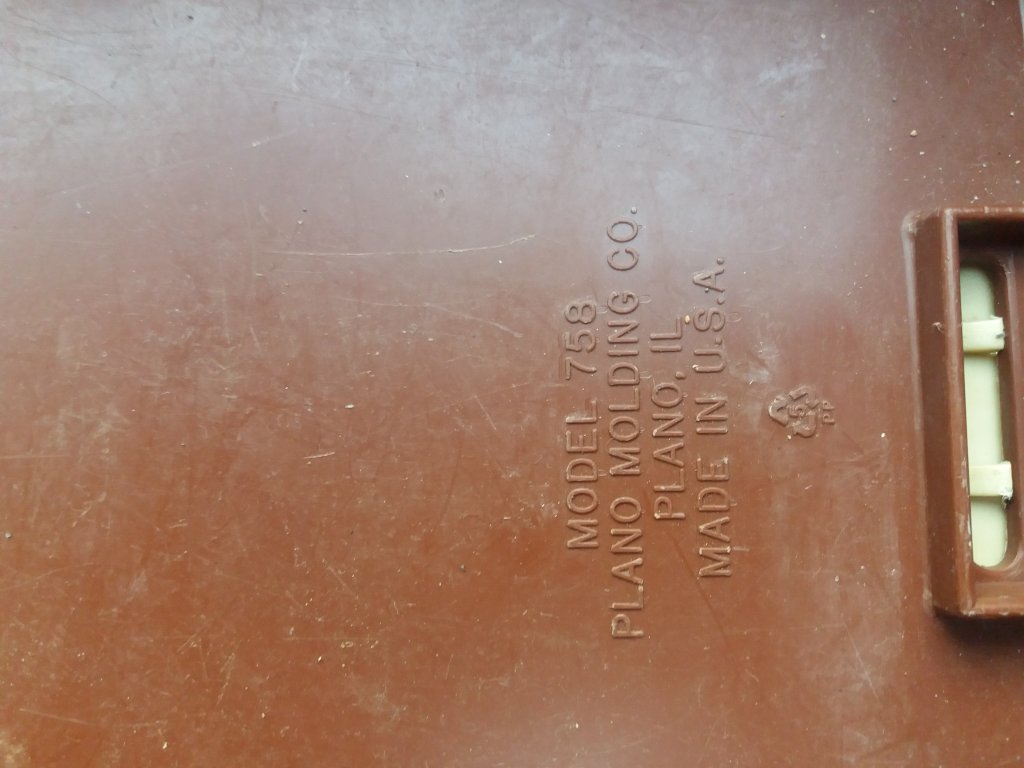 MODEL 758
PLANO MOLDING CO.
PLANO, IL
MADE IN U.S.A.
5
PP